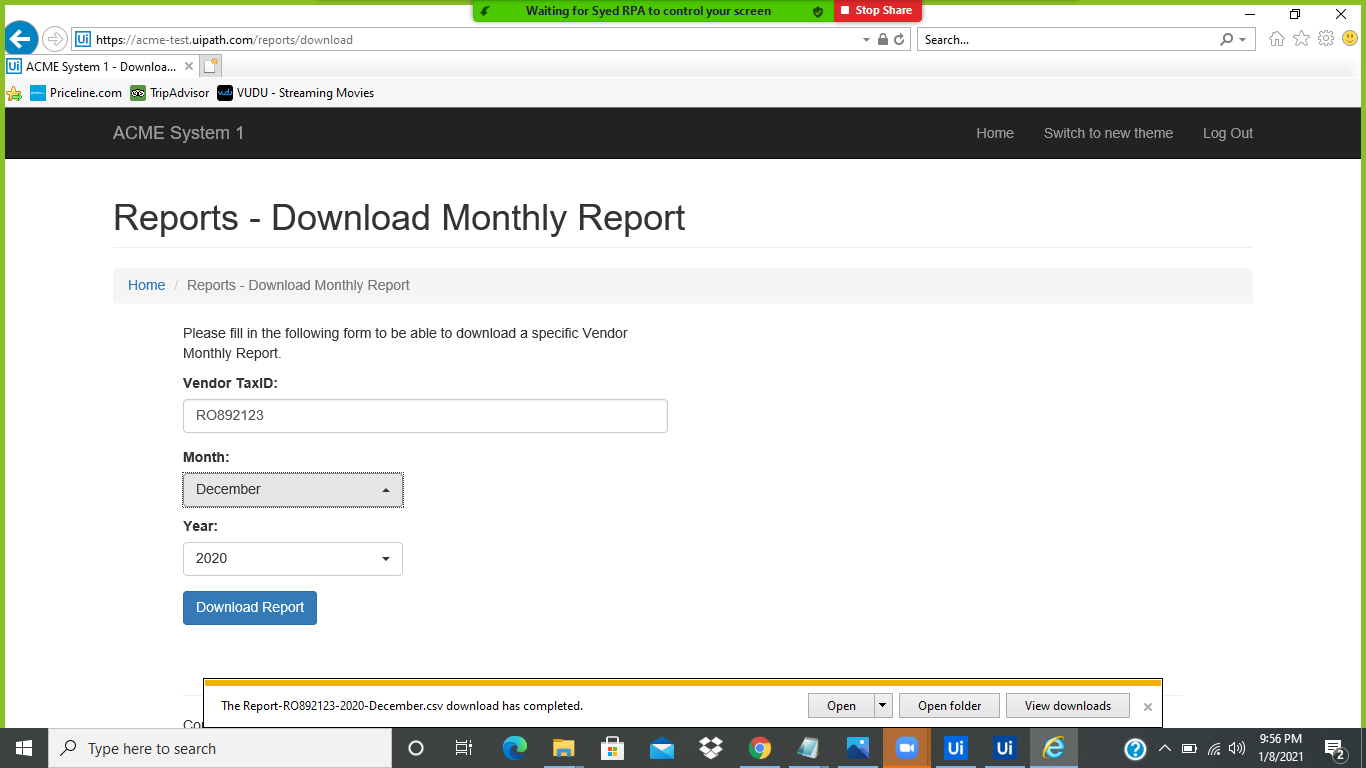 Waiting for Syed RPA to control your screen
Stop Share
Ui https://acme-test.uipath.com/reports/download
Search...
Ui ACME System 1 - Downloa...
Priceline.com TripAdvisor vudu VUDU - Streaming Movies
ACME System 1 Home Switch to new theme Log Out
Reports - Download Monthly Report
Home / Reports - Download Monthly Report
Please fill in the following form to be able to download a specific Vendor
Monthly Report.
Vendor TaxID:
RO892123
Month:
December
Year:
2020
Download Report
The Report-RO892123-2020-December.csv download has completed. Open Open folder View downloads
Type here to search
Ui Ui
9:56 PM
1/8/2021
2